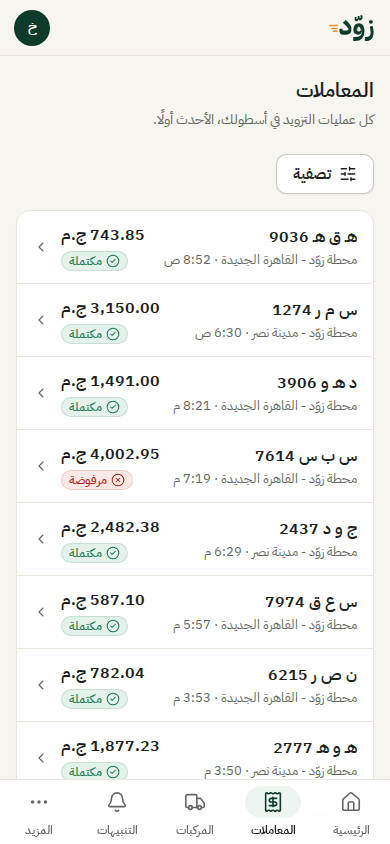 زوّد
خ
المعاملات
كل عمليات التزويد في أسطولك، الأحدث أولًا.
تصفية
هـ ق هـ 9036
743.85 ج.م
محطة زوّد - القاهرة الجديدة · 8:52 ص
مكتملة
س م ر 1274
3,150.00 ج.م
محطة زوّد - مدينة نصر · 6:30 ص
مكتملة
د هـ و 3906
1,491.00 ج.م
محطة زوّد - القاهرة الجديدة · 8:21 م
مكتملة
س ب س 7614
4,002.95 ج.م
محطة زوّد - القاهرة الجديدة · 7:19 م
مرفوضة
ج و د 2437
2,482.38 ج.م
محطة زوّد - مدينة نصر · 6:29 م
مكتملة
س ع ق 7974
587.10 ج.م
محطة زوّد - القاهرة الجديدة · 5:57 م
مكتملة
ن ص ر 6215
782.04 ج.م
محطة زوّد - القاهرة الجديدة · 3:53 م
مكتملة
هـ و هـ 2777
1,877.23 ج.م
محطة زوّد - مدينة نصر · 3:50 م
مكتملة
الرئيسية
المعاملات
المركبات
التنبيهات
المزيد